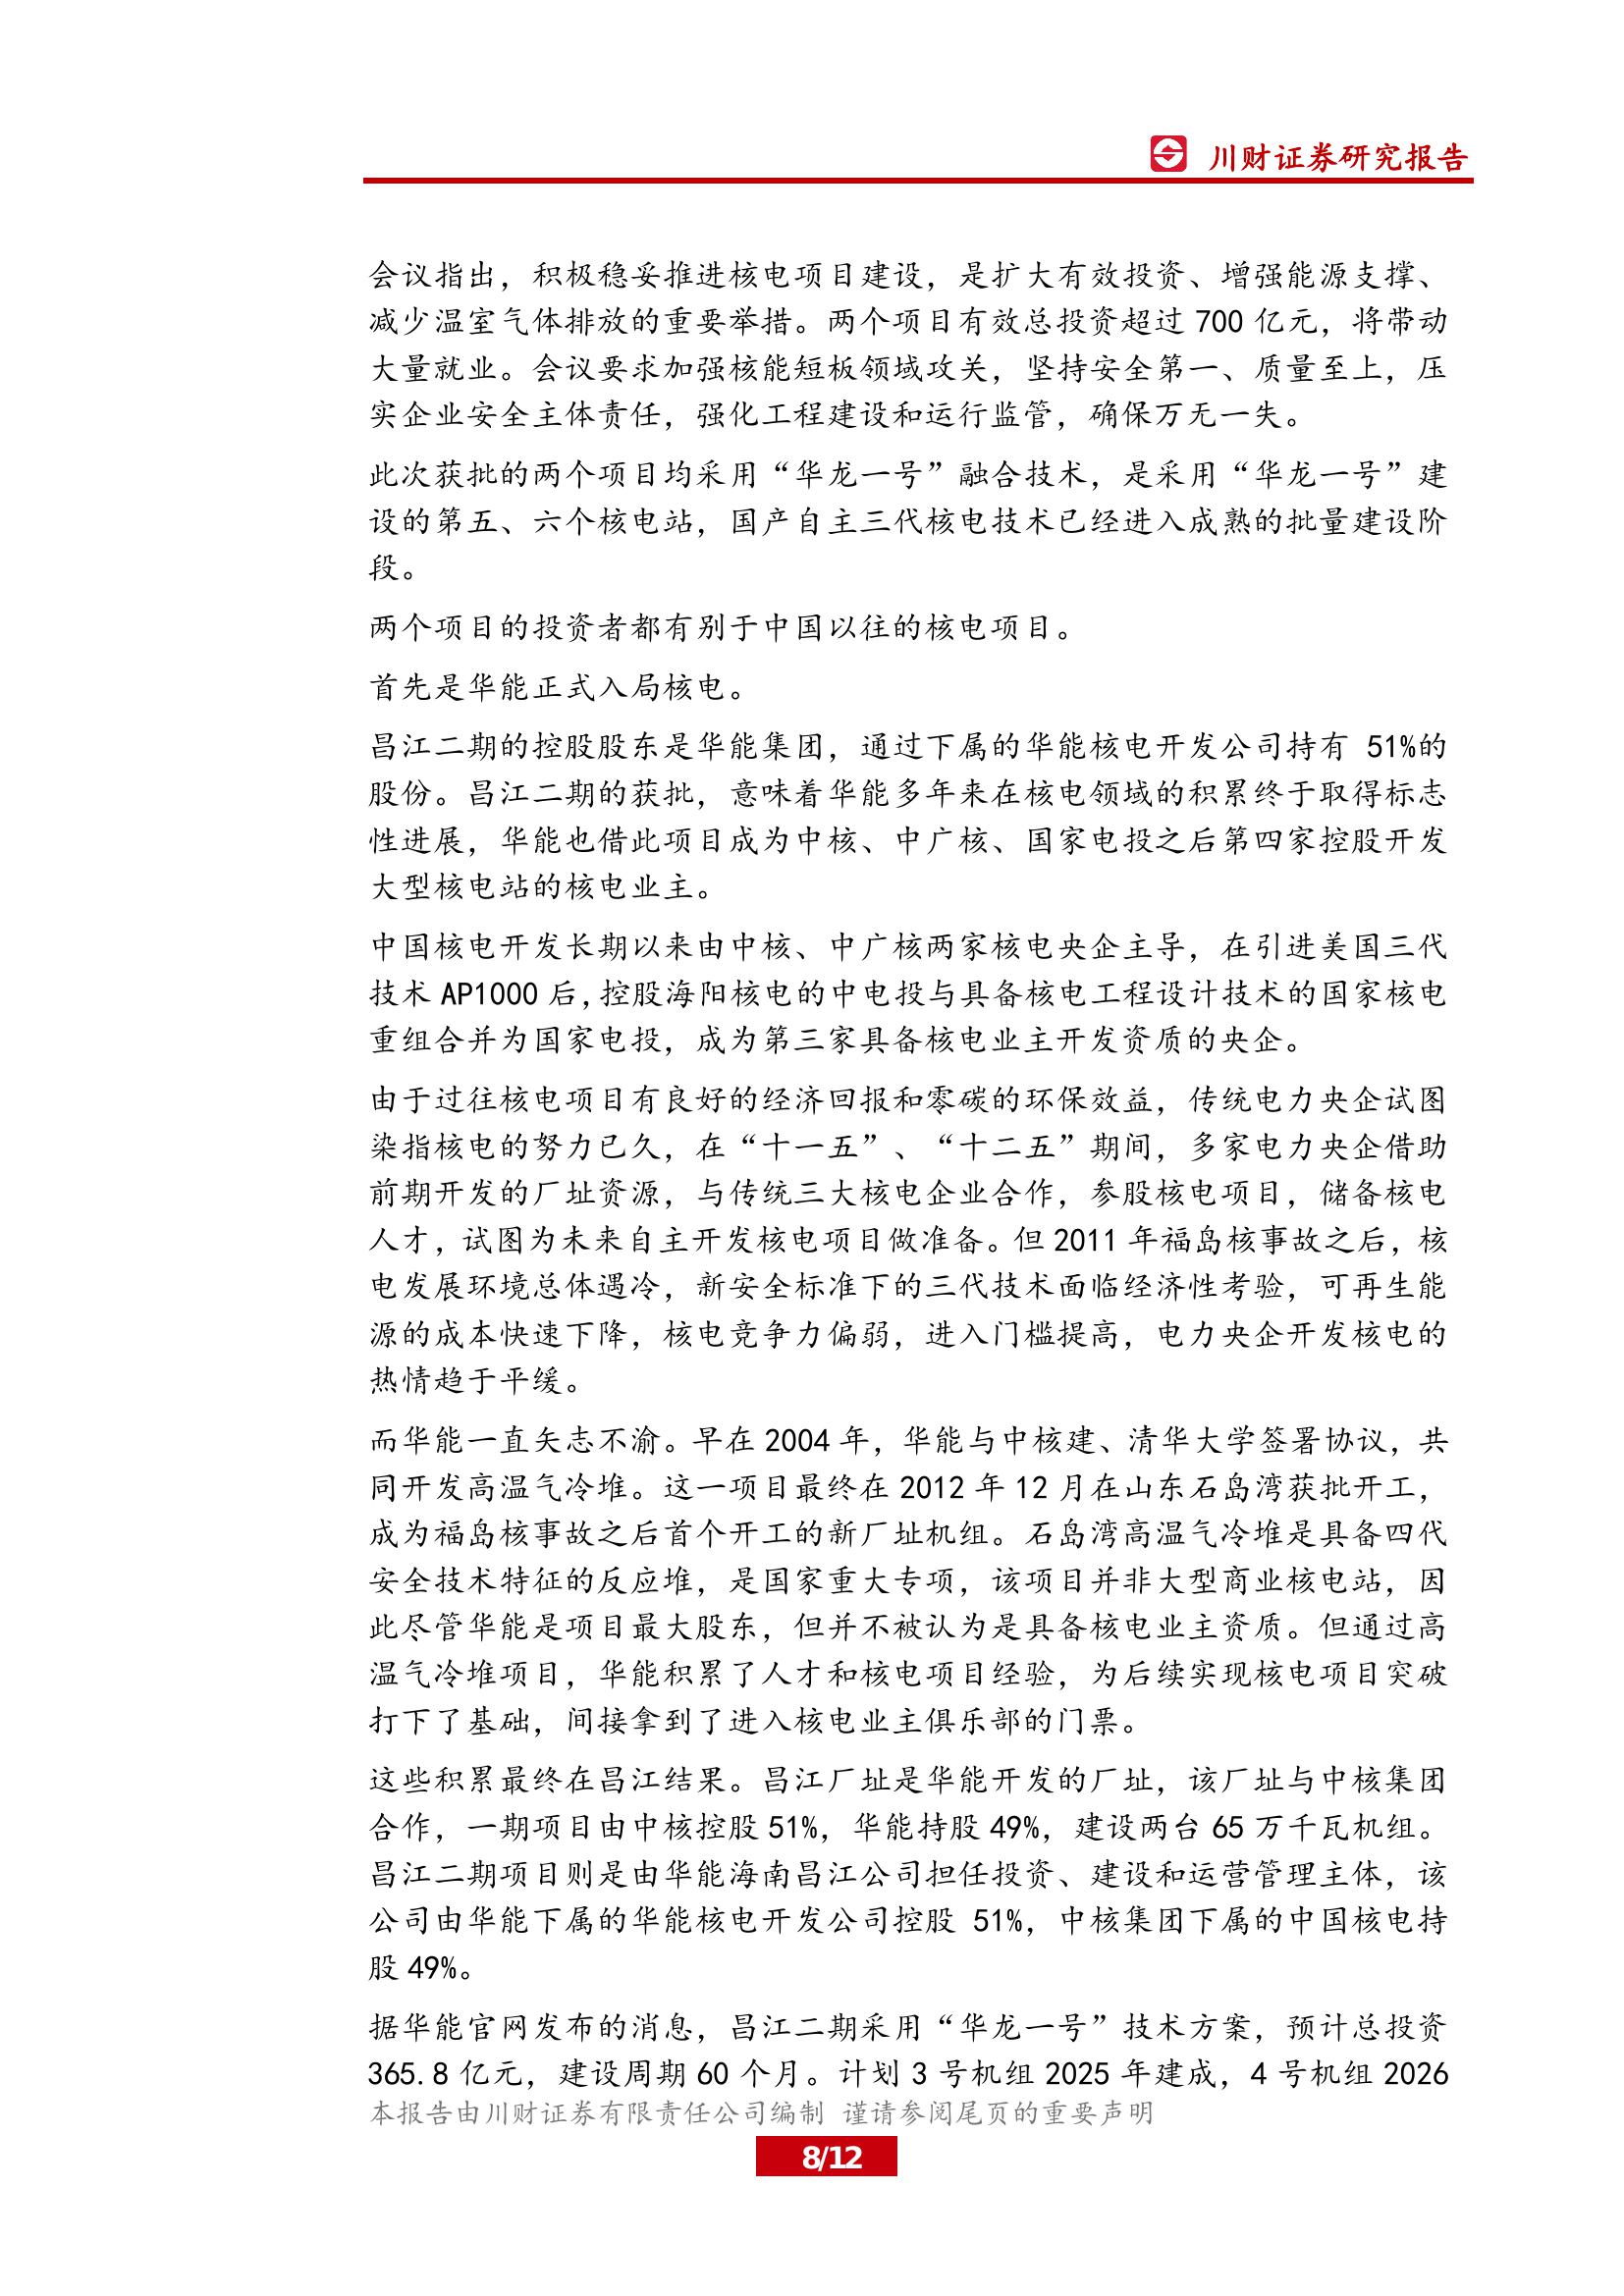 川财证券研究报告
会议指出，积极稳妥推进核电项目建设，是扩大有效投资、增强能源支撑、
减少温室气体排放的重要举措。两个项目有效总投资超过 700 亿元，将带动
大量就业。会议要求加强核能短板领域攻关，坚持安全第一、质量至上，压
实企业安全主体责任，强化工程建设和运行监管，确保万无一失。
此次获批的两个项目均采用“华龙一号”融合技术，是采用“华龙一号”建
设的第五、六个核电站，国产自主三代核电技术已经进入成熟的批量建设阶
段。
两个项目的投资者都有别于中国以往的核电项目。
首先是华能正式入局核电。
昌江二期的控股股东是华能集团，通过下属的华能核电开发公司持有 51%的
股份。昌江二期的获批，意味着华能多年来在核电领域的积累终于取得标志
性进展，华能也借此项目成为中核、中广核、国家电投之后第四家控股开发
大型核电站的核电业主。
中国核电开发长期以来由中核、中广核两家核电央企主导，在引进美国三代
技术 AP1000 后，控股海阳核电的中电投与具备核电工程设计技术的国家核电
重组合并为国家电投，成为第三家具备核电业主开发资质的央企。
由于过往核电项目有良好的经济回报和零碳的环保效益，传统电力央企试图
染指核电的努力已久，在“十一五”、“十二五”期间，多家电力央企借助
前期开发的厂址资源，与传统三大核电企业合作，参股核电项目，储备核电
人才，试图为未来自主开发核电项目做准备。但 2011 年福岛核事故之后，核
电发展环境总体遇冷，新安全标准下的三代技术面临经济性考验，可再生能
源的成本快速下降，核电竞争力偏弱，进入门槛提高，电力央企开发核电的
热情趋于平缓。
而华能一直矢志不渝。早在 2004 年，华能与中核建、清华大学签署协议，共
同开发高温气冷堆。这一项目最终在 2012 年 12 月在山东石岛湾获批开工，
成为福岛核事故之后首个开工的新厂址机组。石岛湾高温气冷堆是具备四代
安全技术特征的反应堆，是国家重大专项，该项目并非大型商业核电站，因
此尽管华能是项目最大股东，但并不被认为是具备核电业主资质。但通过高
温气冷堆项目，华能积累了人才和核电项目经验，为后续实现核电项目突破
打下了基础，间接拿到了进入核电业主俱乐部的门票。
这些积累最终在昌江结果。昌江厂址是华能开发的厂址，该厂址与中核集团
合作，一期项目由中核控股 51%，华能持股 49%，建设两台 65 万千瓦机组。
昌江二期项目则是由华能海南昌江公司担任投资、建设和运营管理主体，该
公司由华能下属的华能核电开发公司控股 51%，中核集团下属的中国核电持
股 49%。
据华能官网发布的消息，昌江二期采用“华龙一号”技术方案，预计总投资
365.8 亿元，建设周期 60 个月。计划 3 号机组 2025 年建成，4 号机组 2026
本报告由川财证券有限责任公司编制 谨请参阅尾页的重要声明
8/12